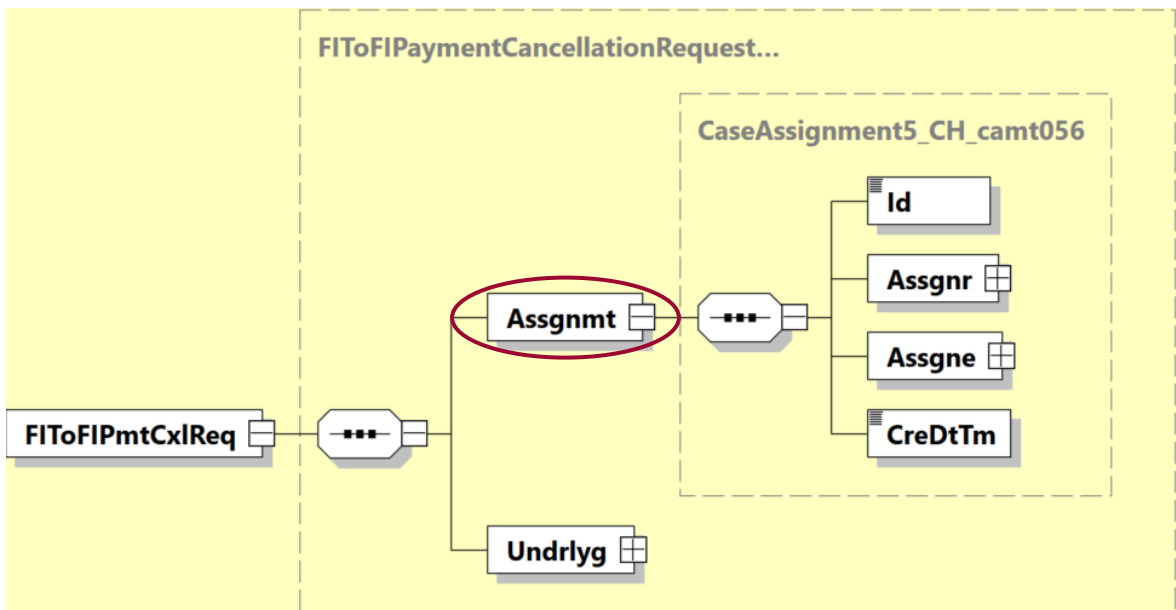 FIToFIPaymentCancellationRequest...
CaseAssignment5_CH_camt056
Id
Assgnr
Assgne
CreDtTm
Assgnmt
FIToFIPmtCxlReq
Undrlyg